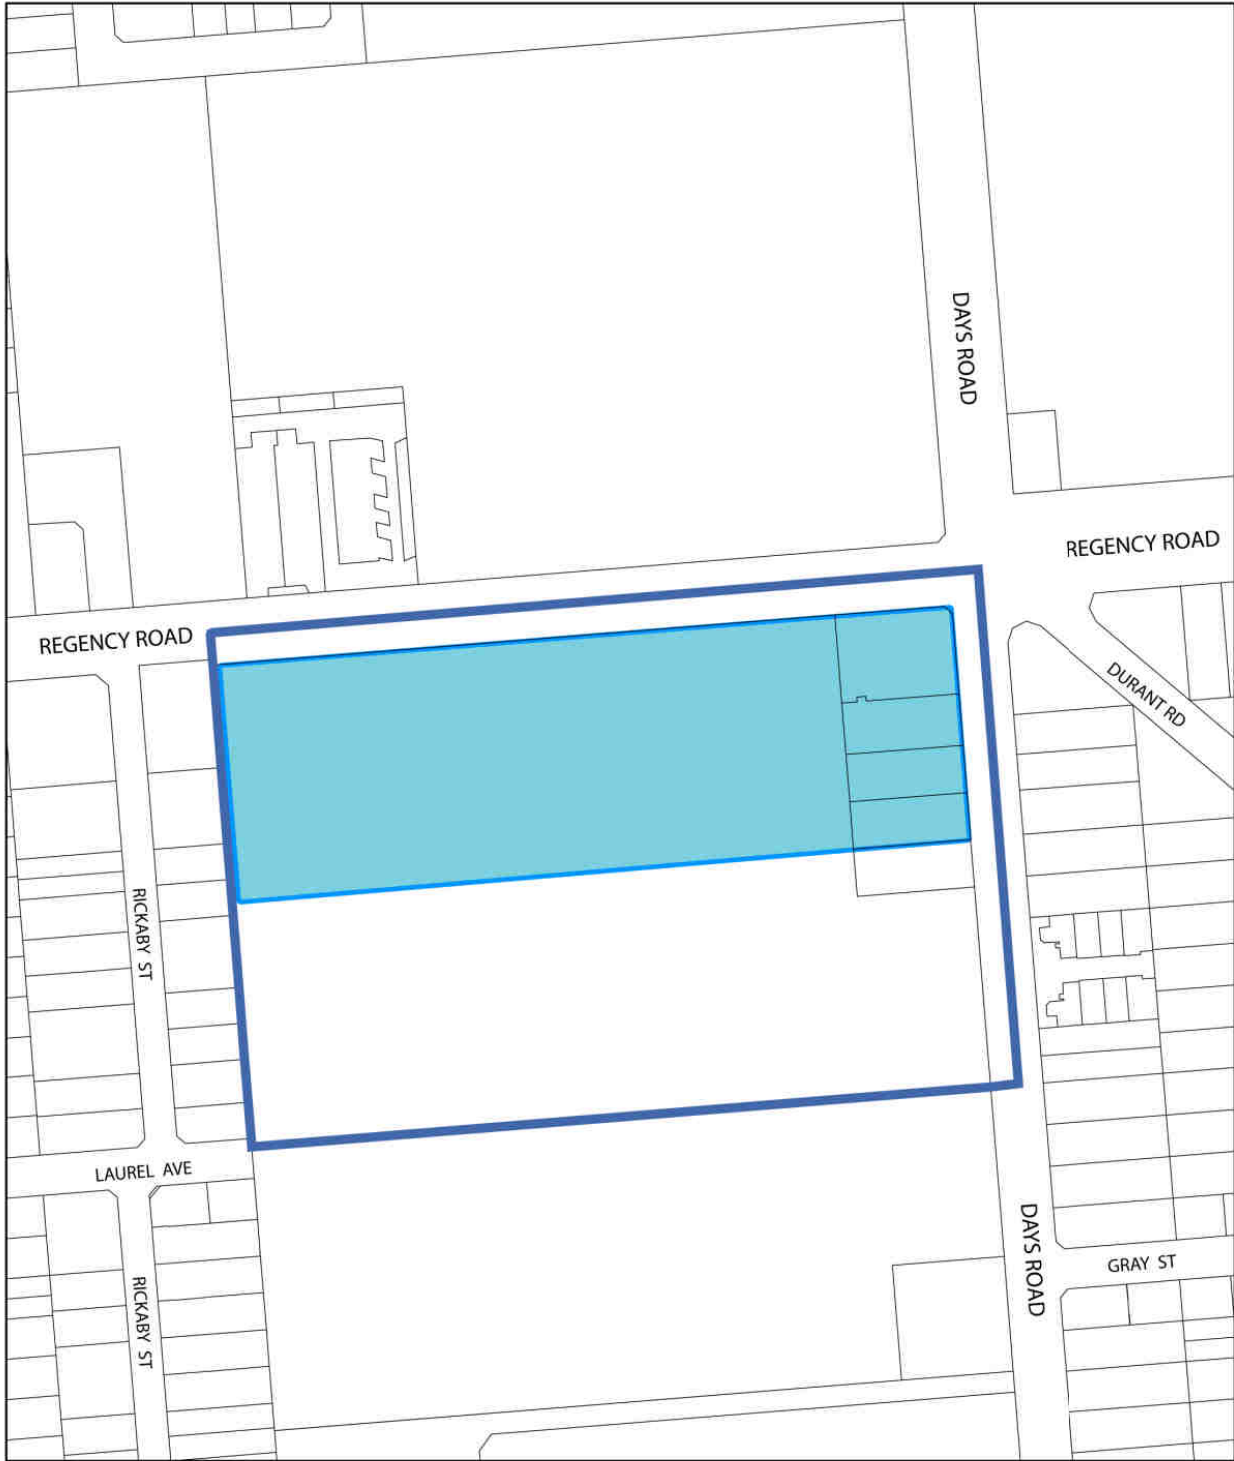 DAYS ROAD
REGENCY ROAD
REGENCY ROAD
DURANT RD
RICKABY ST
LAUREL AVE
DAYS ROAD
GRAY ST
RICKABY ST